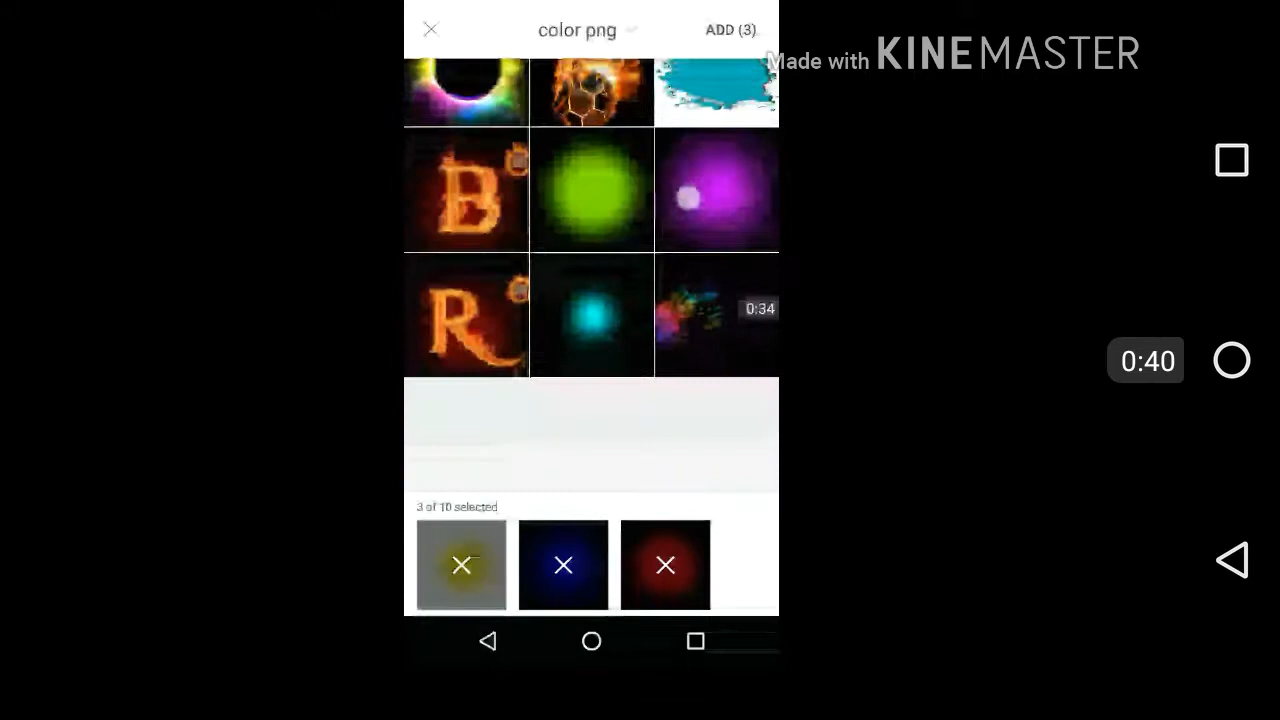 color png
ADD (3)
Made with KINEMASTER
B
R
0:34
0:40
3 of 10 selected